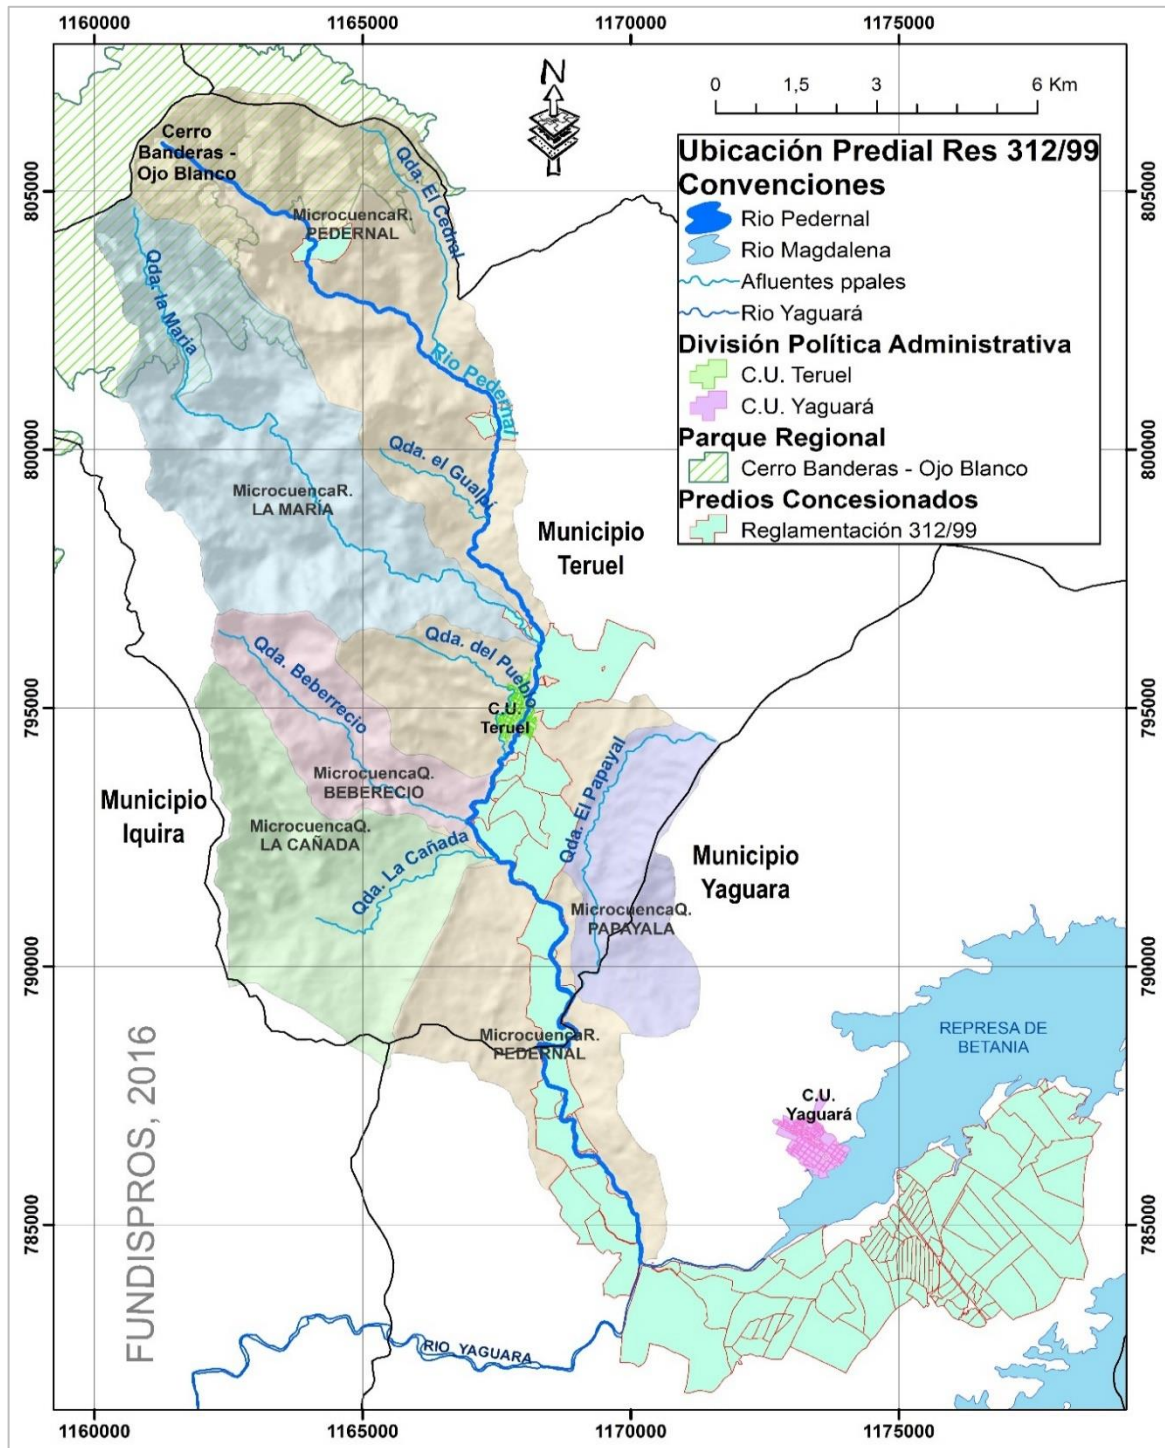 1160000
1165000
1170000
1175000
N
0
1,5
3
6 Km
Ubicación Predial Res 312/99
Convenciones
Rio Pedernal
Rio Magdalena
Afluentes ppales
Rio Yaguará
División Política Administrativa
C.U. Teruel
C.U. Yaguará
Parque Regional
Cerro Banderas - Ojo Blanco
Predios Concesionados
Reglamentación 312/99
805000
805000
800000
800000
795000
795000
790000
790000
785000
785000
Cerro
Banderas -
Ojo Blanco
Qda. El Cedral
MicrocuencaR.
PEDERNAL
Qda. la Maria
Rio Pedernal
Qda. el Gualpi
MicrocuencaR.
LA MARIA
Municipio
Teruel
Qda. del Pueblo
Qda. Beberrecio
C.U.
Teruel
MicrocuencaQ.
BEBERECIO
Qda. El Papayal
Municipio
Iquira
MicrocuencaQ.
LA CAÑADA
Qda. La Cañada
Municipio
Yaguara
MicrocuencaQ.
PAPAYALA
MicrocuencaR.
PEDERNAL
REPRESA DE
BETANIA
C.U.
Yaguará
FUNDISPROS, 2016
RIO YAGUARA
1160000
1165000
1170000
1175000